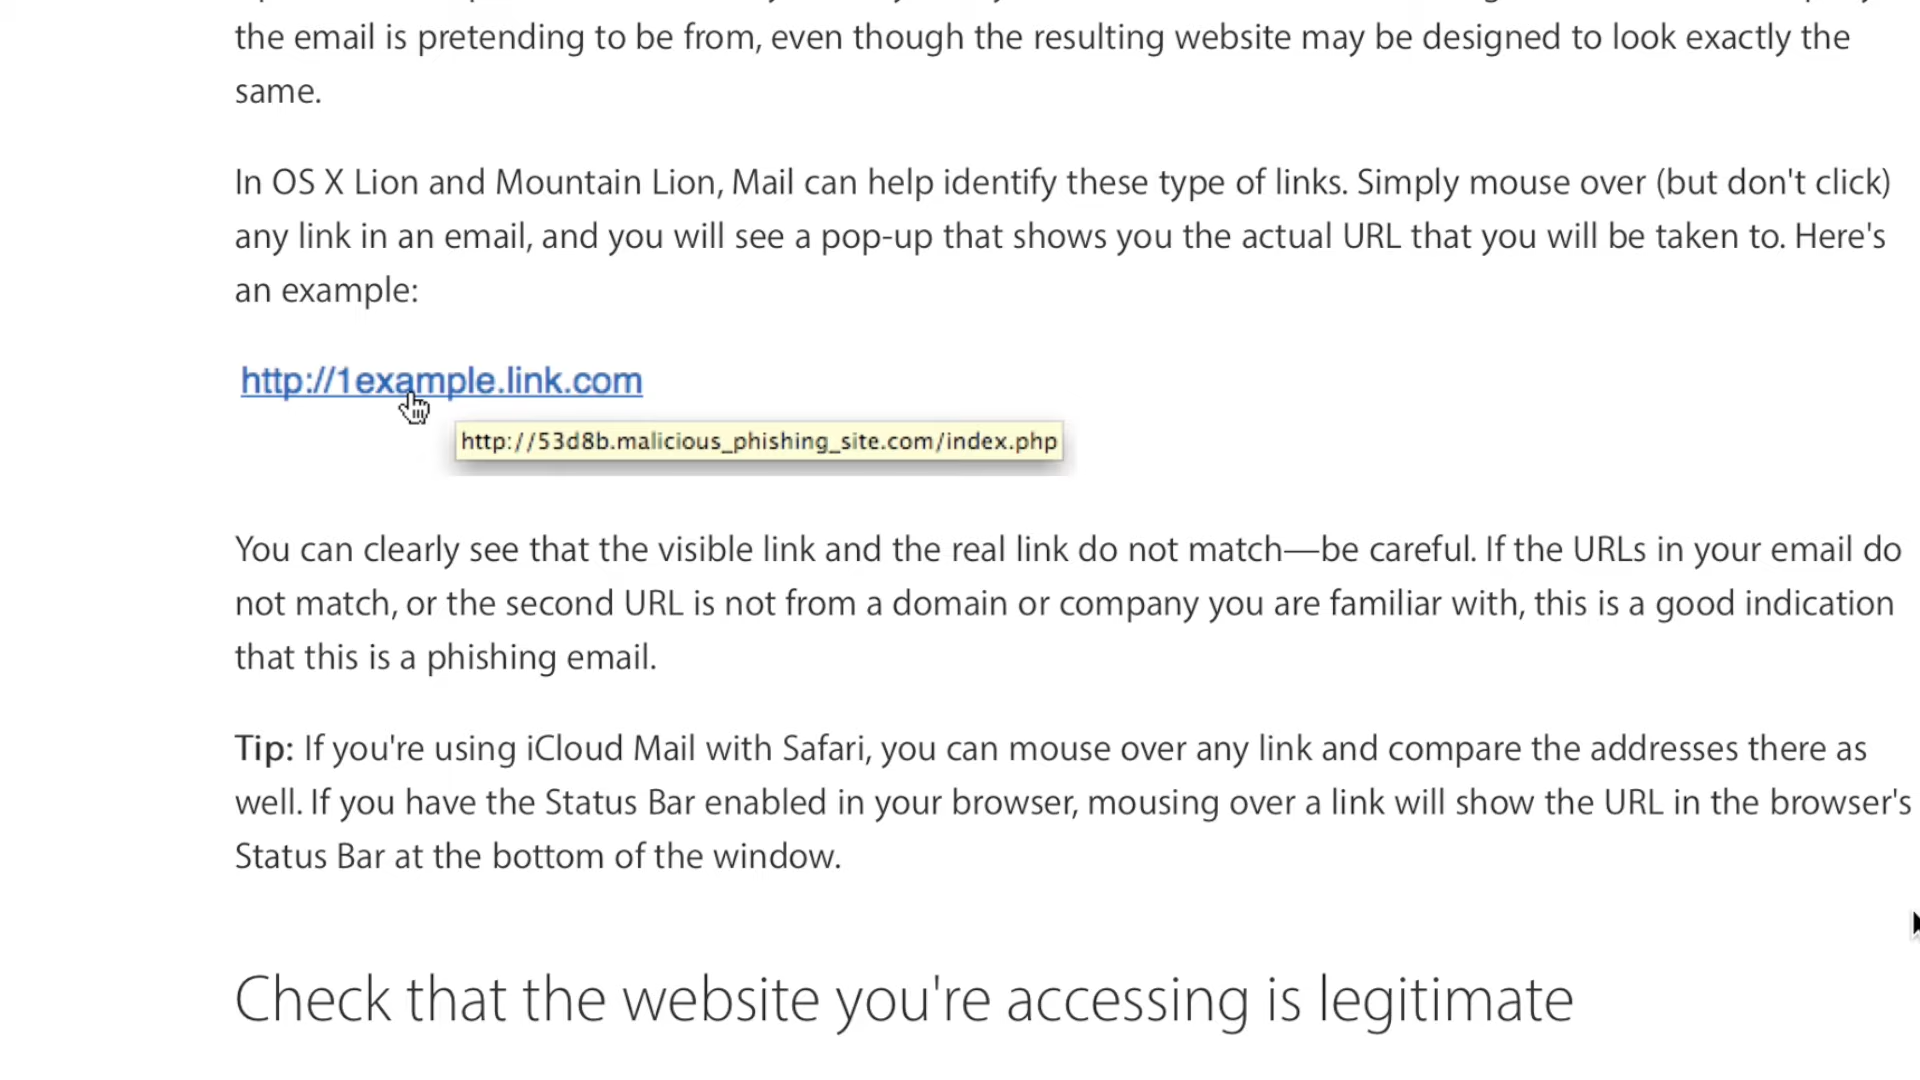 the email is pretending to be from, even though the resulting website may be designed to look exactly the
same.
In OS X Lion and Mountain Lion, Mail can help identify these type of links. Simply mouse over (but don't click)
any link in an email, and you will see a pop-up that shows you the actual URL that you will be taken to. Here's
an example:
http://1example.link.com
http://53d8b.malicious_phishing_site.com/index.php
You can clearly see that the visible link and the real link do not match—be careful. If the URLs in your email do
not match, or the second URL is not from a domain or company you are familiar with, this is a good indication
that this is a phishing email.
Tip: If you're using iCloud Mail with Safari, you can mouse over any link and compare the addresses there as
well. If you have the Status Bar enabled in your browser, mousing over a link will show the URL in the browser's
Status Bar at the bottom of the window.
Check that the website you're accessing is legitimate